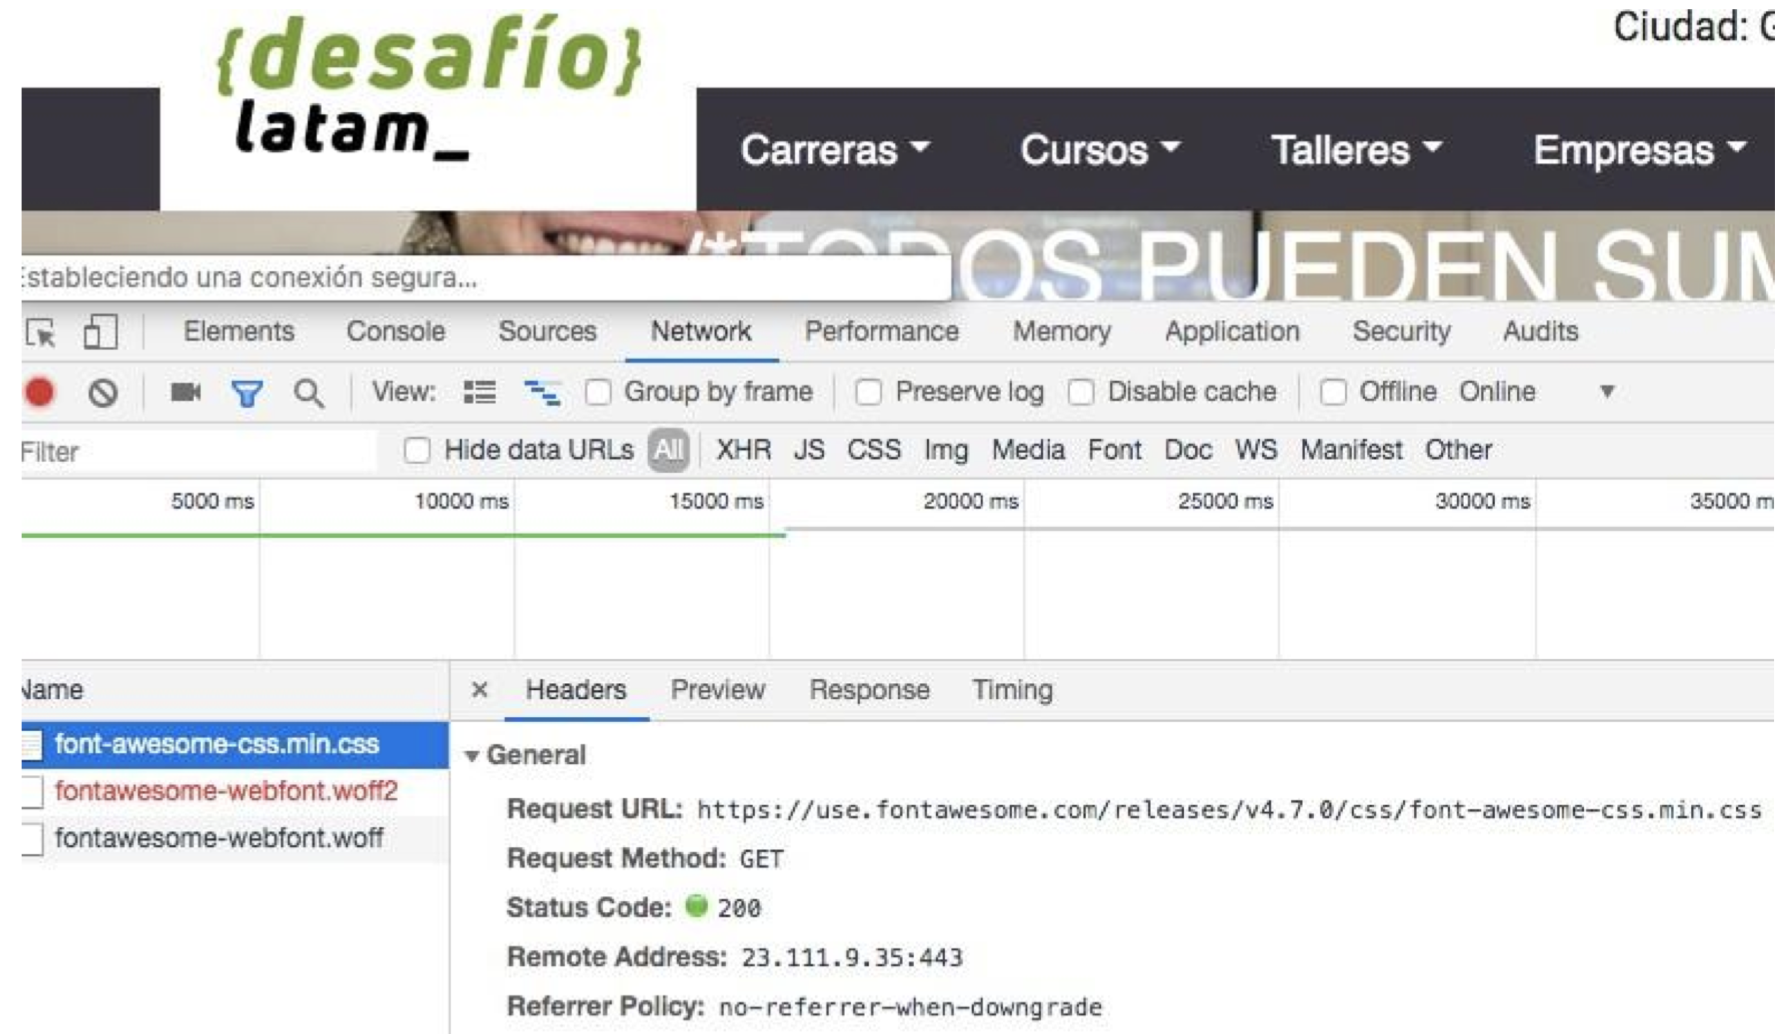 Ciudad: G
{desafío}
latam_
Carreras Cursos Talleres Empresas
/*TODOS PUEDEN SUM
Estableciendo una conexión segura...
Elements Console Sources Network Performance Memory Application Security Audits
View: Group by frame Preserve log Disable cache Offline Online
Filter Hide data URLs All XHR JS CSS Img Media Font Doc WS Manifest Other
5000 ms 10000 ms 15000 ms 20000 ms 25000 ms 30000 ms 35000 m
Name × Headers Preview Response Timing
font-awesome-css.min.css
fontawesome-webfont.woff2
fontawesome-webfont.woff
General
Request URL: https://use.fontawesome.com/releases/v4.7.0/css/font-awesome-css.min.css
Request Method: GET
Status Code: 200
Remote Address: 23.111.9.35:443
Referrer Policy: no-referrer-when-downgrade